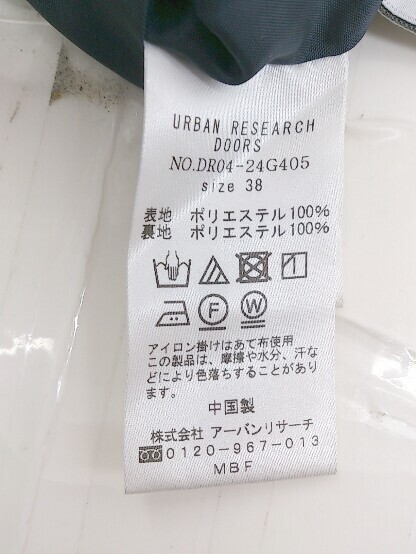 URBAN RESEARCH
DOORS
NO.DR04-24G405
size 38
表地 ポリエステル100%
裏地 ポリエステル100%
F W
アイロン掛けはあて布使用
この製品は、摩擦や水分、汗な
どにより色落ちすることがあり
ます。
中国製
株式会社 アーバンリサーチ
0120-967-013
MBF